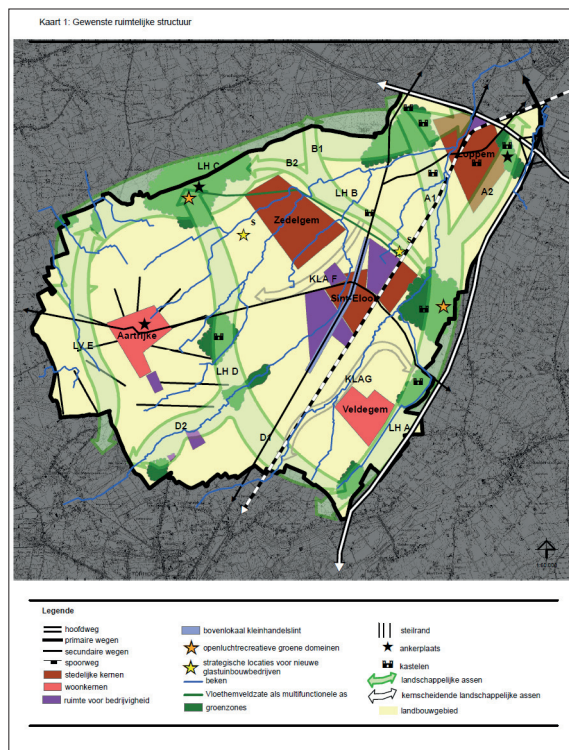 Kaart 1: Gewenste ruimtelijke structuur
B1
LH C
B2
Loppem
LH B
A1
A2
Zedelgem
S
S
KLA F
Sint-Elooi
Aartrijke
LV E
LH D
KLAG
Veldegem
LH A
D2
D1
Legende
hoofdweg
primaire wegen
secundaire wegen
spoorweg
stedelijke kernen
woonkernen
ruimte voor bedrijvigheid
bovenlokaal kleinhandelslint
openluchtrecreatieve groene domeinen
strategische locaties voor nieuwe
glastuinbouwbedrijven
beken
Vloethemveldzate als multifunctionele as
groenzones
steilrand
ankerplaats
kastelen
landschappelijke assen
kernscheidende landschappelijke assen
landbouwgebied